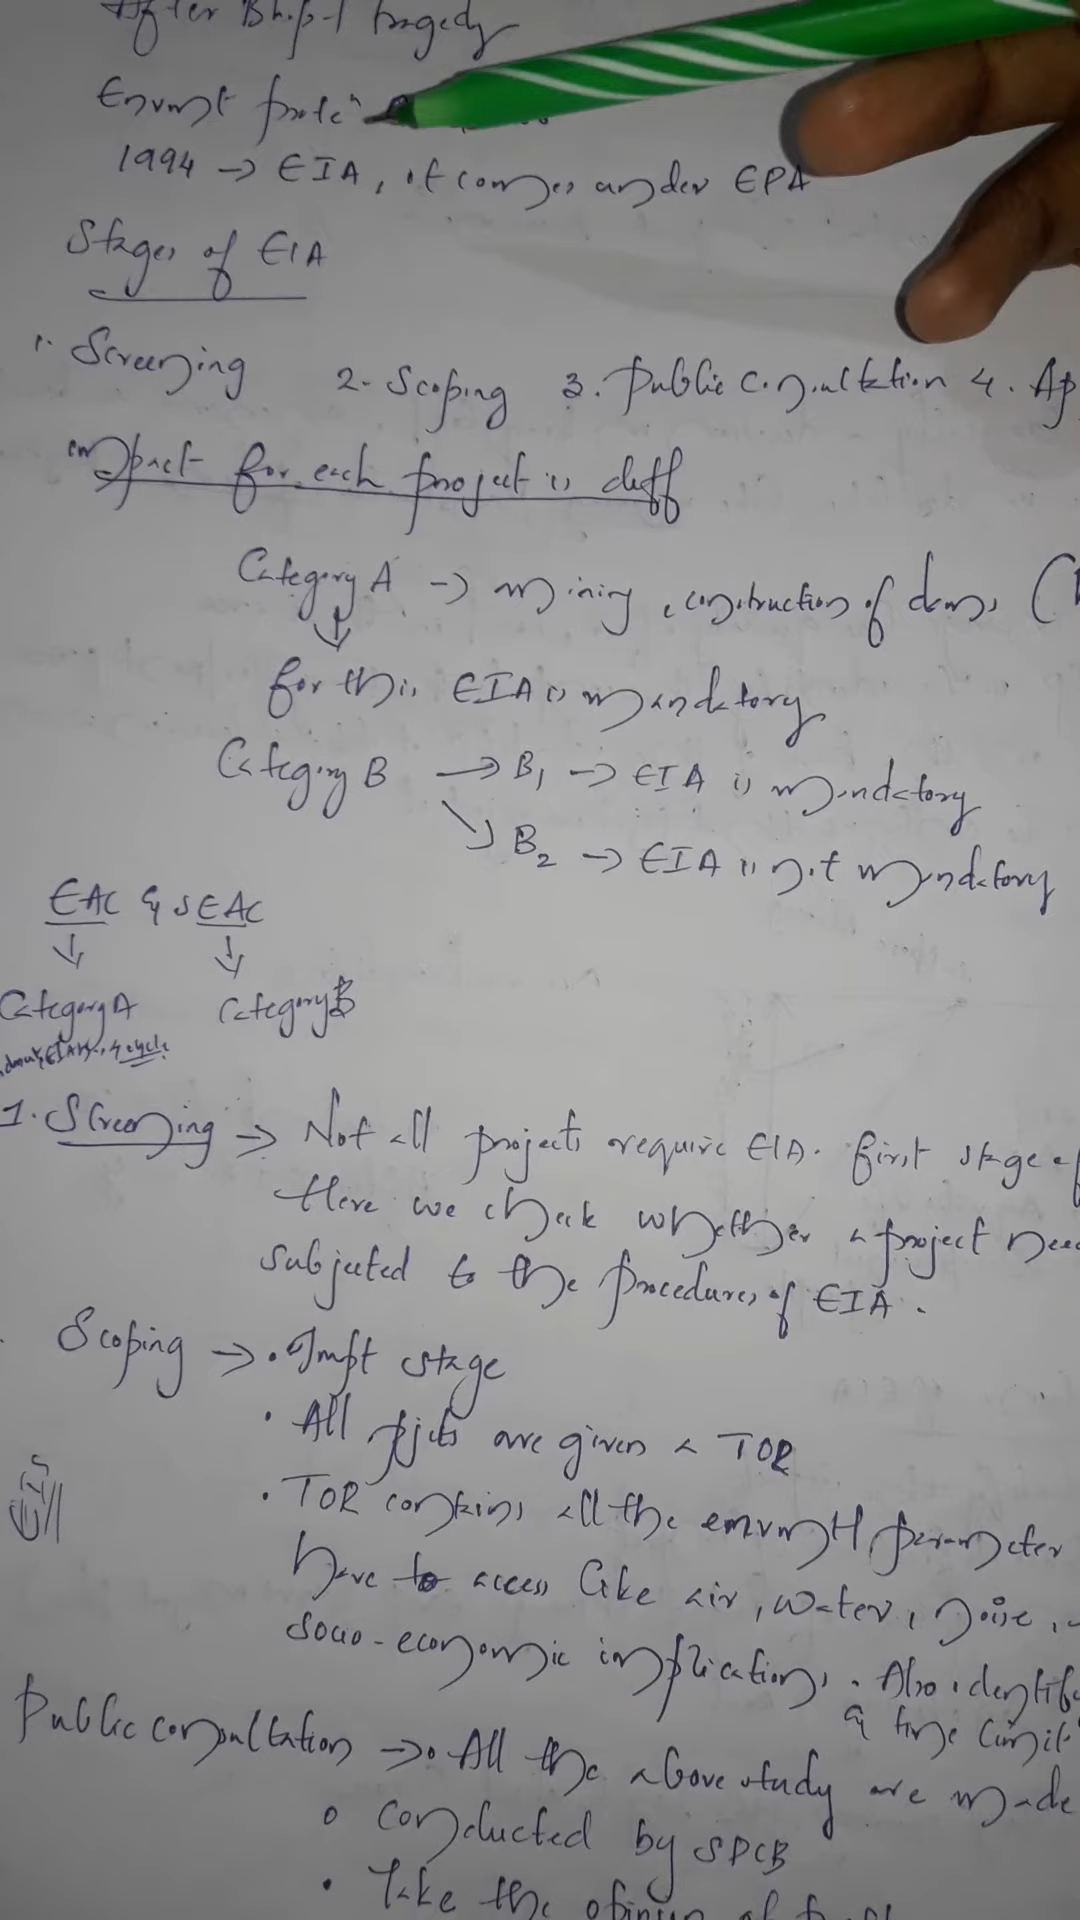 After Bhopal tragedy
Envmt protecn
1994 → EIA, it comes under EPA
Stages of EIA
1. Screening 2. Scoping 3. Public consultation 4. Ap
impact for each project is diff
Category A → mining, construction of dams (
for this EIA is mandatory
Category B → B1 → EIA is mandatory
↘ B2 → EIA is not mandatory
EAC & SEAC
↓ ↓
Category A Category B
cycle
1. Screening → Not all projects require EIA. First stage of
Here we check whether a project need
subjected to the procedures of EIA.
Scoping → • Impt stage
• All pjcts are given a TOR
• TOR contains all the envmtl parameter
have to access like air, water, noise,
socio-economic implications. Also identify
& time limit
Public consultation → • All the above study are made
• Conducted by SPCB
• Take the opinion of